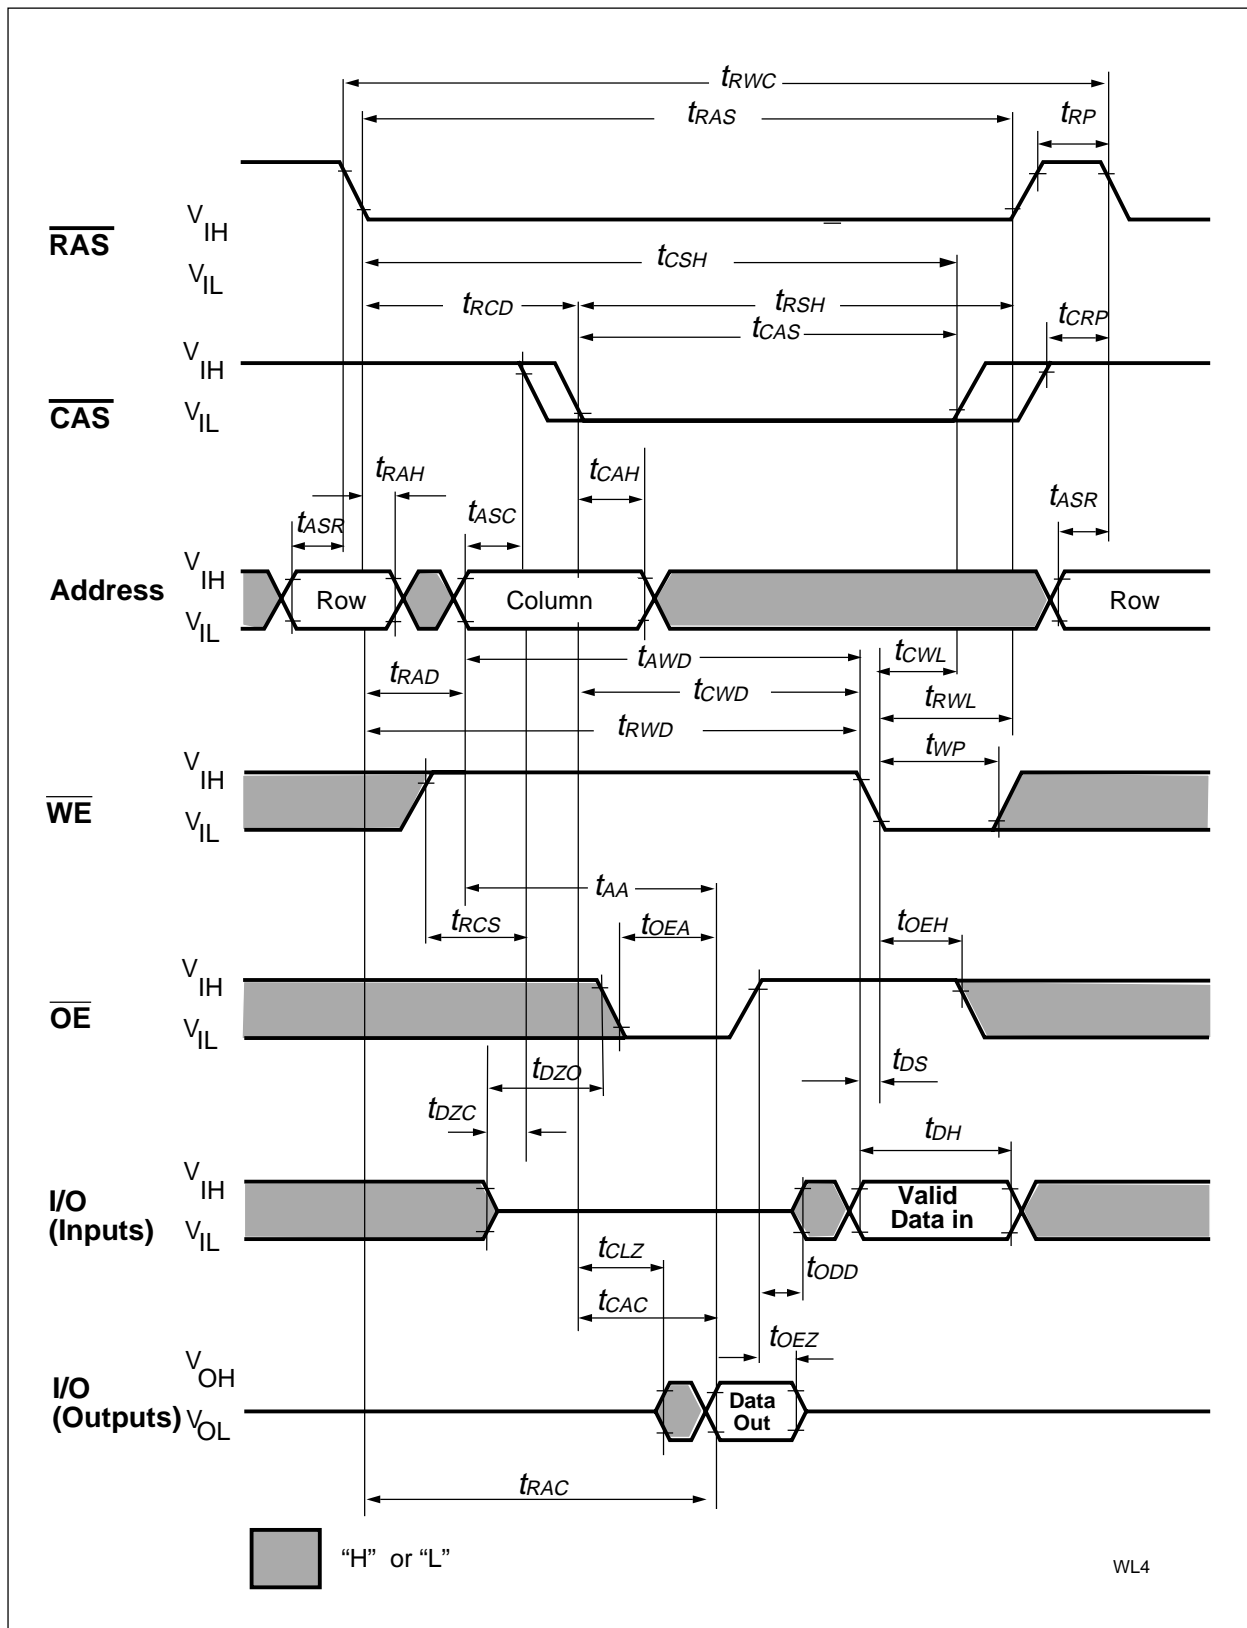 tRWC
tRAS
tRP
RAS
VIH
VIL
tCSH
tRCD
tRSH
tCAS
tCRP
CAS
VIH
VIL
tRAH
tCAH
tASR
tASC
tASR
Address
VIH
VIL
Row
Column
Row
tAWD
tCWL
tRAD
tCWD
tRWL
tRWD
tWP
WE
VIH
VIL
tAA
tRCS
tOEA
tOEH
OE
VIH
VIL
tDZO
tDS
tDZC
tDH
I/O
(Inputs)
VIH
VIL
Valid
Data in
tCLZ
tODD
tCAC
tOEZ
I/O
(Outputs)
VOH
VOL
Data
Out
tRAC
“H” or “L”
WL4